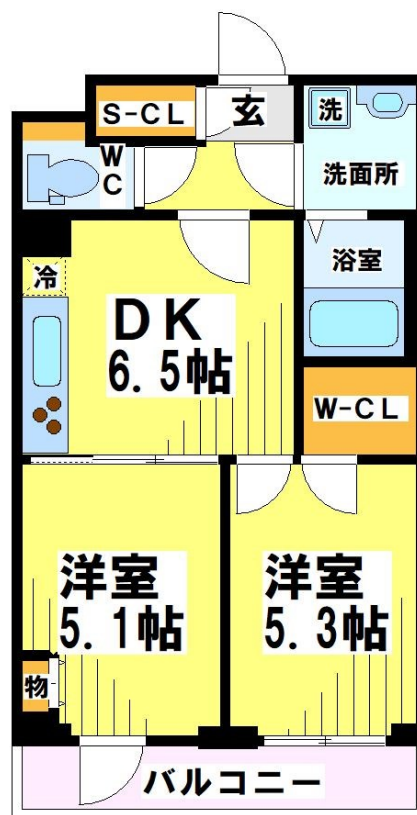 S-CL
玄
洗
WC
洗面所
冷
浴室
DK
6.5帖
W-CL
洋室
5.1帖
洋室
5.3帖
物
バルコニー